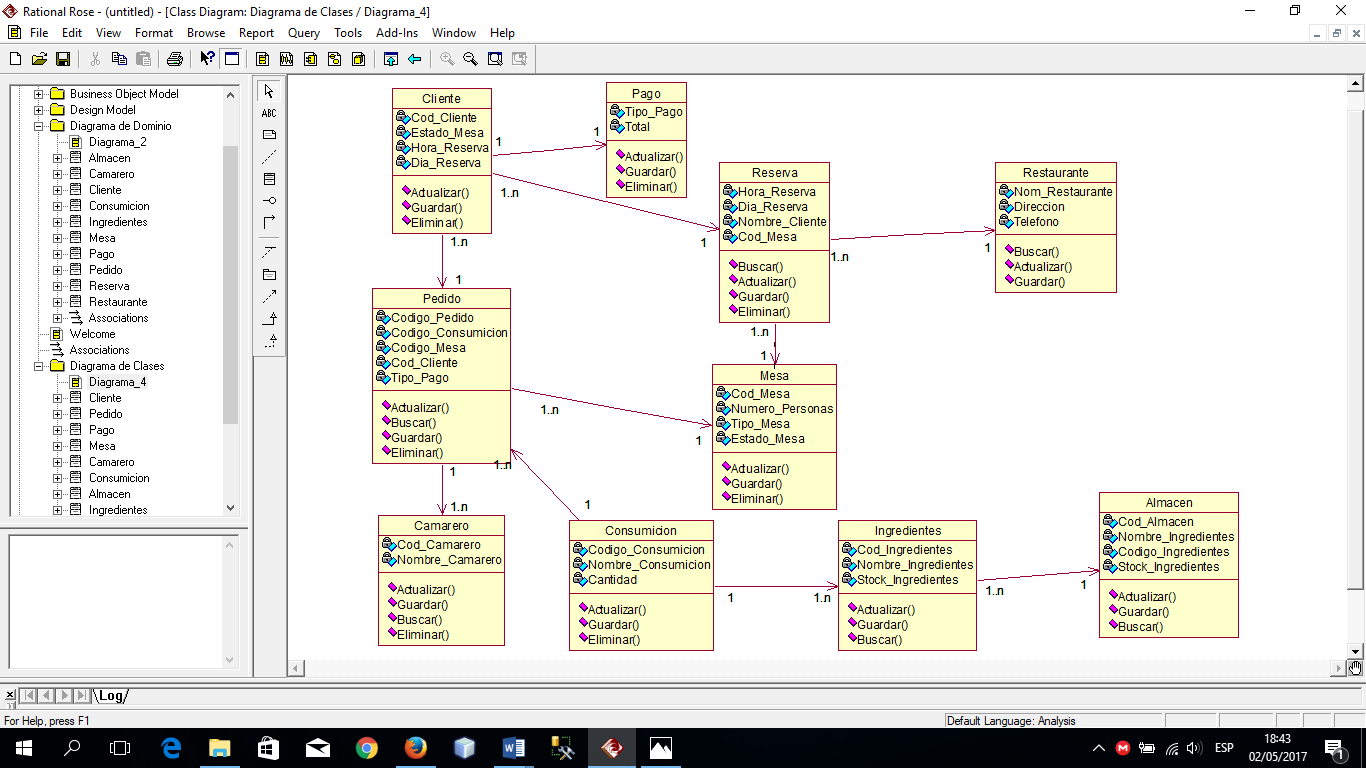 Rational Rose - (untitled) - [Class Diagram: Diagrama de Clases / Diagrama_4]
File Edit View Format Browse Report Query Tools Add-Ins Window Help
Business Object Model
Design Model
Diagrama de Dominio
Diagrama_2
Almacen
Camarero
Cliente
Consumicion
Ingredientes
Mesa
Pago
Pedido
Reserva
Restaurante
Associations
Welcome
Associations
Diagrama de Clases
Diagrama_4
Cliente
Pedido
Pago
Mesa
Camarero
Consumicion
Almacen
Ingredientes
ABC
Cliente
Cod_Cliente
Estado_Mesa
Hora_Reserva
Dia_Reserva
Actualizar()
Guardar()
Eliminar()
1
1
Pago
Tipo_Pago
Total
Actualizar()
Guardar()
Eliminar()
1..n
1
Reserva
Hora_Reserva
Dia_Reserva
Nombre_Cliente
Cod_Mesa
Buscar()
Actualizar()
Guardar()
Eliminar()
1..n
1
Restaurante
Nom_Restaurante
Direccion
Telefono
Buscar()
Actualizar()
Guardar()
1..n
1
Pedido
Codigo_Pedido
Codigo_Consumicion
Codigo_Mesa
Cod_Cliente
Tipo_Pago
Actualizar()
Buscar()
Guardar()
Eliminar()
1..n
1
1..n
1
Mesa
Cod_Mesa
Numero_Personas
Tipo_Mesa
Estado_Mesa
Actualizar()
Guardar()
Eliminar()
1
1..n
1..n
1
Camarero
Cod_Camarero
Nombre_Camarero
Actualizar()
Guardar()
Buscar()
Eliminar()
Consumicion
Codigo_Consumicion
Nombre_Consumicion
Cantidad
Actualizar()
Guardar()
Eliminar()
1
1..n
Ingredientes
Cod_Ingredientes
Nombre_Ingredientes
Stock_Ingredientes
Actualizar()
Guardar()
Buscar()
1..n
1
Almacen
Cod_Almacen
Nombre_Ingredientes
Codigo_Ingredientes
Stock_Ingredientes
Actualizar()
Guardar()
Buscar()
Log
For Help, press F1
Default Language: Analysis
ESP
18:43
02/05/2017
1